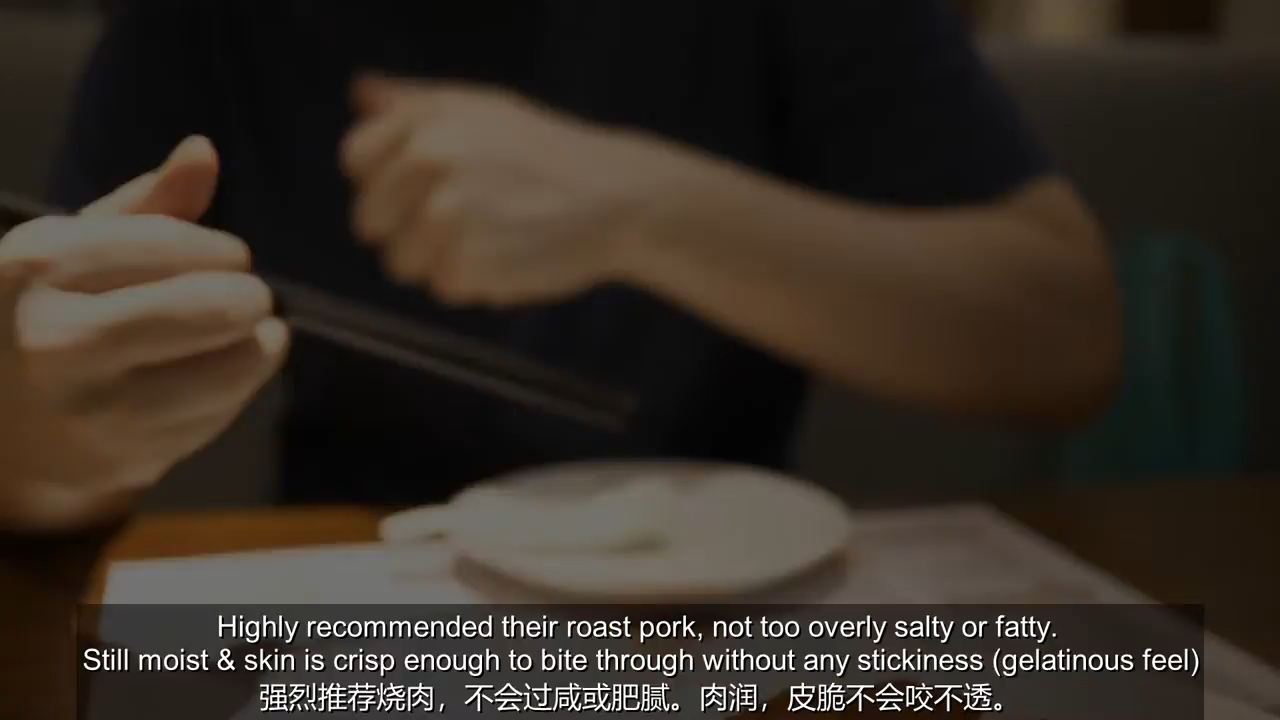 Highly recommended their roast pork, not too overly salty or fatty.
Still moist & skin is crisp enough to bite through without any stickiness (gelatinous feel)
强烈推荐烧肉，不会过咸或肥腻。肉润，皮脆不会咬不透。